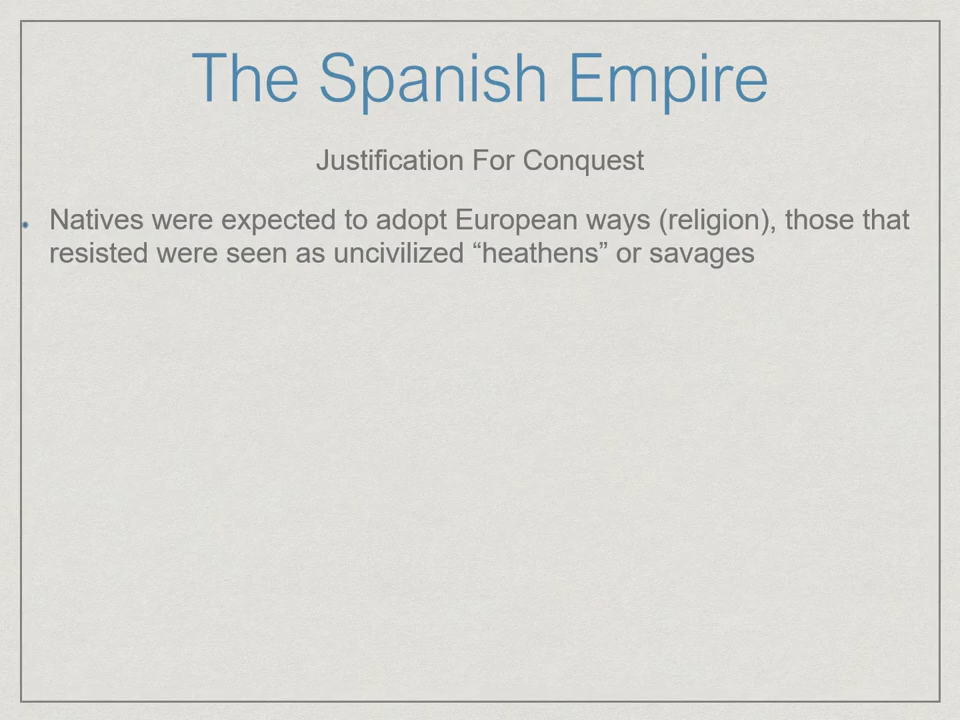 The Spanish Empire
Justification For Conquest
• Natives were expected to adopt European ways (religion), those that
resisted were seen as uncivilized “heathens” or savages